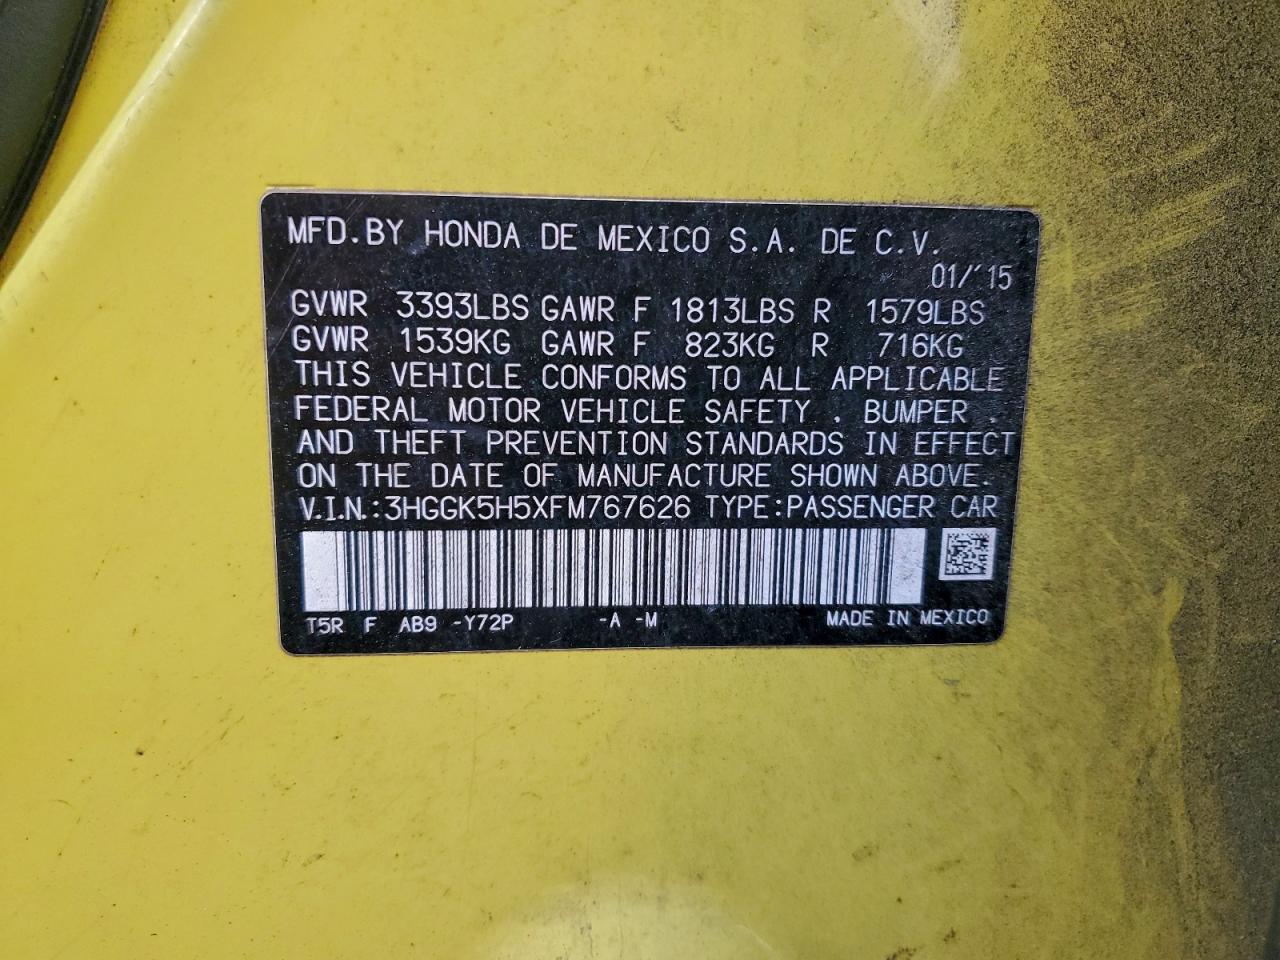 MFD.BY HONDA DE MEXICO S.A. DE C.V.
01/´15
GVWR 3393LBS GAWR F 1813LBS R 1579LBS
GVWR 1539KG GAWR F 823KG R 716KG
THIS VEHICLE CONFORMS TO ALL APPLICABLE
FEDERAL MOTOR VEHICLE SAFETY , BUMPER ,
AND THEFT PREVENTION STANDARDS IN EFFECT
ON THE DATE OF MANUFACTURE SHOWN ABOVE.
V.I.N.:3HGGK5H5XFM767626 TYPE:PASSENGER CAR
T5R F AB9 -Y72P -A -M MADE IN MEXICO